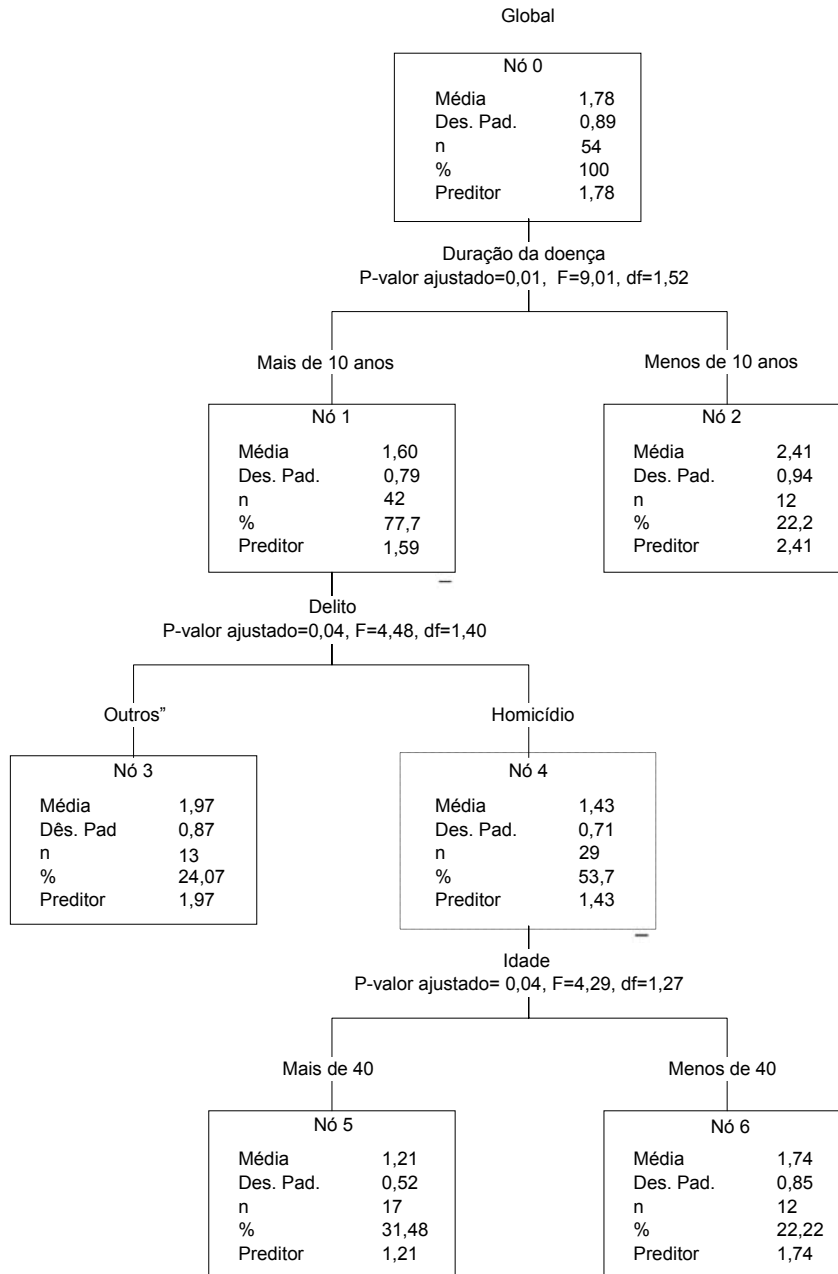 Global
Nó 0
Média 1,78
Des. Pad. 0,89
n 54
% 100
Preditor 1,78
Duração da doença
P-valor ajustado=0,01, F=9,01, df=1,52
Mais de 10 anos
Menos de 10 anos
Nó 1
Média 1,60
Des. Pad. 0,79
n 42
% 77,7
Preditor 1,59
Nó 2
Média 2,41
Des. Pad. 0,94
n 12
% 22,2
Preditor 2,41
Delito
P-valor ajustado=0,04, F=4,48, df=1,40
Outros”
Homicídio
Nó 3
Média 1,97
Dês. Pad 0,87
n 13
% 24,07
Preditor 1,97
Nó 4
Média 1,43
Des. Pad. 0,71
n 29
% 53,7
Preditor 1,43
Idade
P-valor ajustado= 0,04, F=4,29, df=1,27
Mais de 40
Menos de 40
Nó 5
Média 1,21
Des. Pad. 0,52
n 17
% 31,48
Preditor 1,21
Nó 6
Média 1,74
Des. Pad. 0,85
n 12
% 22,22
Preditor 1,74